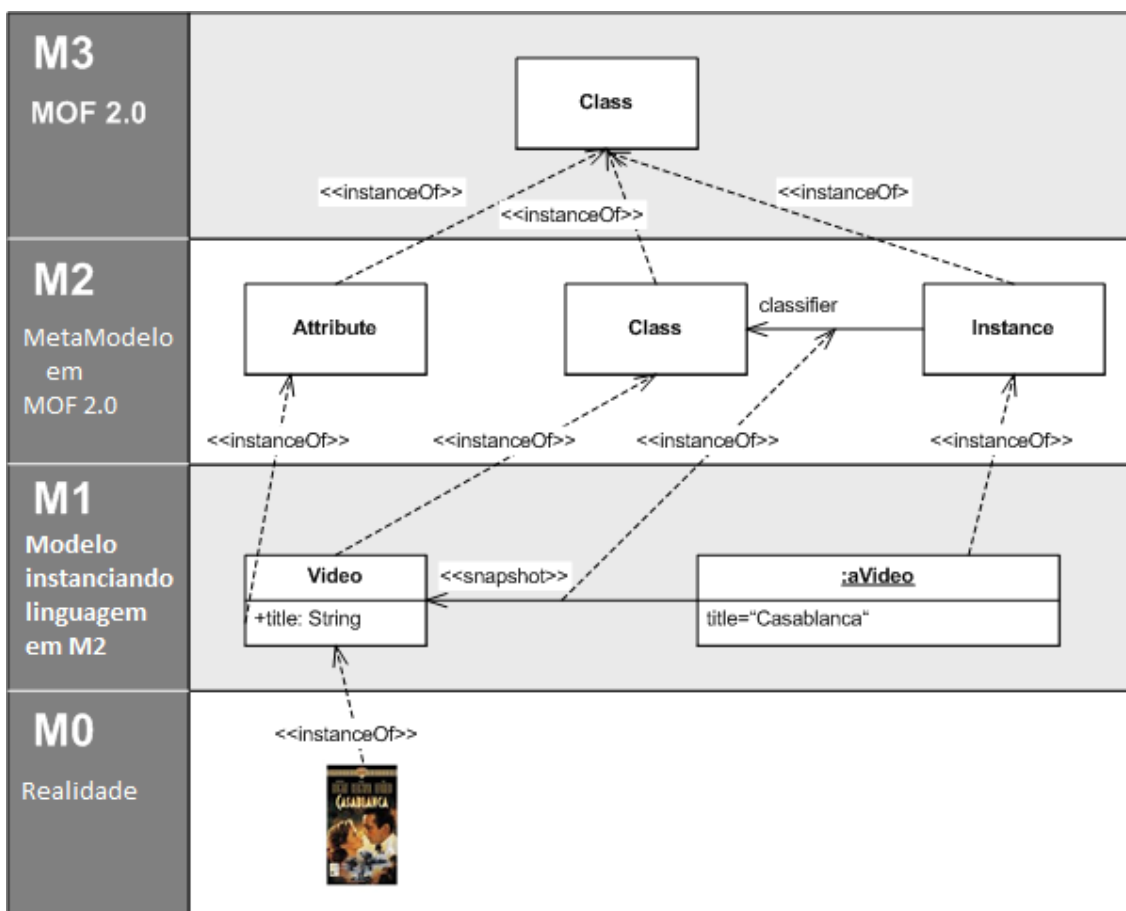 M3
MOF 2.0
Class
<<instanceOf>>
<<instanceOf>>
<<instanceOf>
M2
MetaModelo
em
MOF 2.0
Attribute
Class
classifier
Instance
<<instanceOf>>
<<instanceOf>>
<<instanceOf>>
<<instanceOf>>
M1
Modelo
instanciando
linguagem
em M2
Video
+title: String
<<snapshot>>
:aVideo
title=“Casablanca“
M0
Realidade
<<instanceOf>>
CASABLANCA